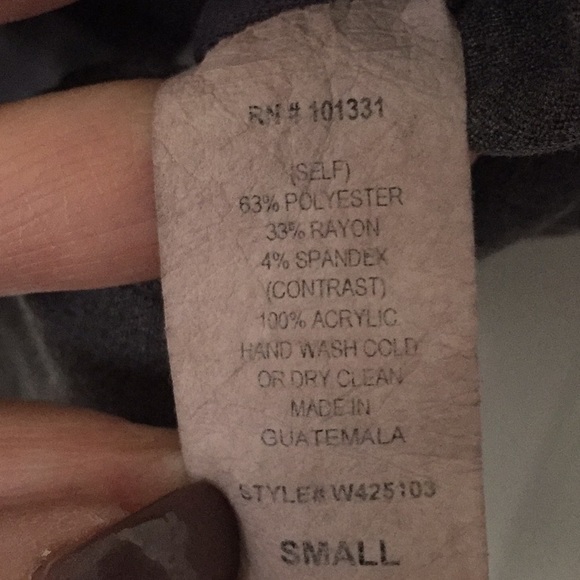 RN # 101331
(SELF)
63% POLYESTER
33% RAYON
4% SPANDEX
(CONTRAST)
100% ACRYLIC
HAND WASH COLD
OR DRY CLEAN
MADE IN
GUATEMALA
STYLE# W425103
SMALL